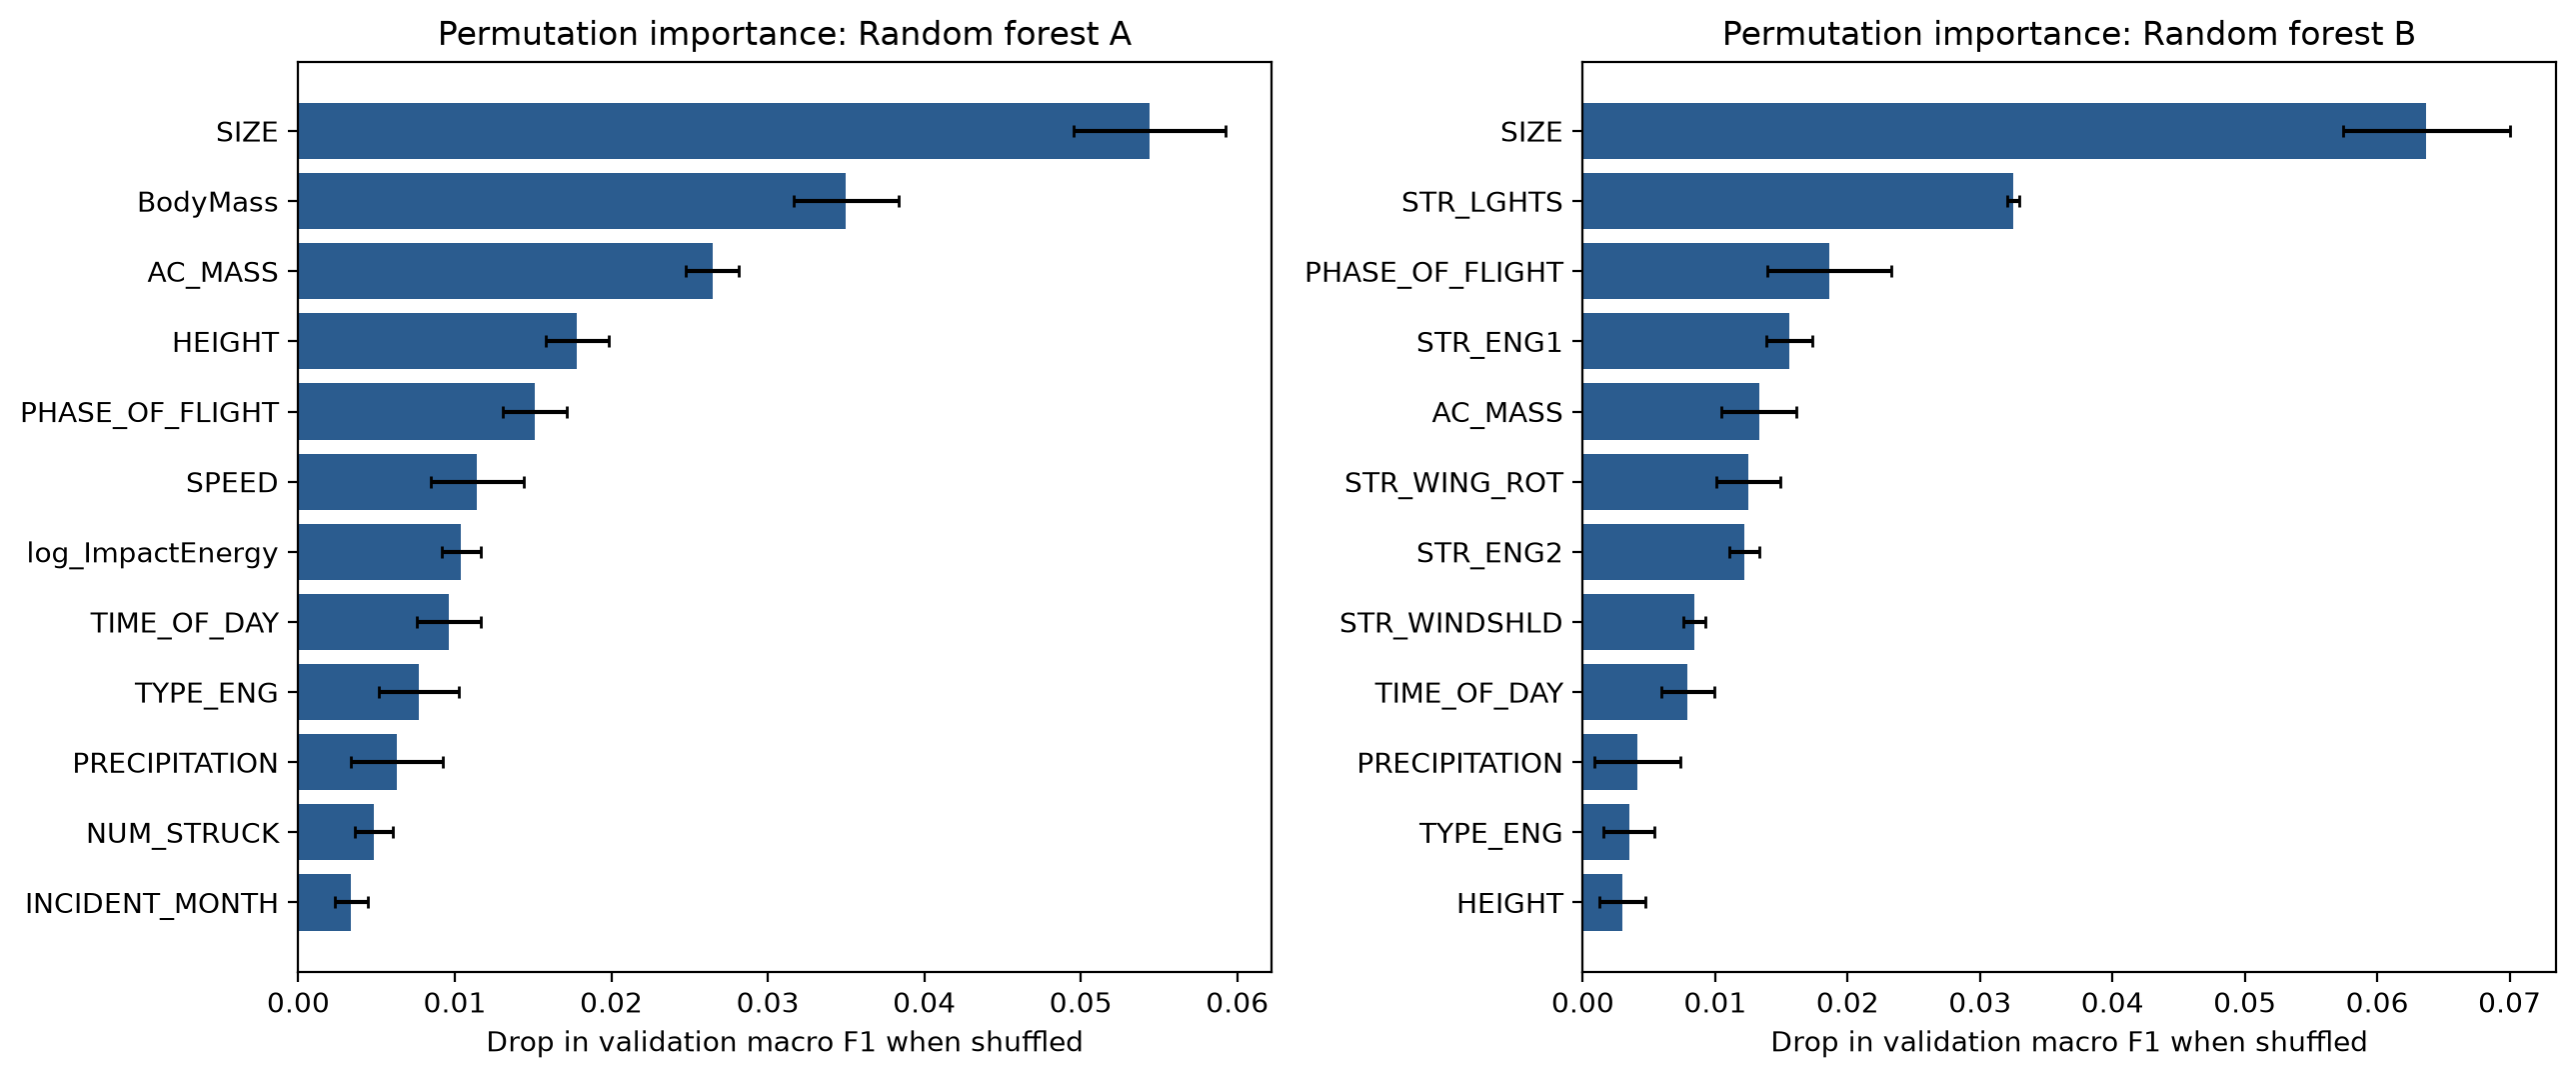 Permutation importance: Random forest A
SIZE
BodyMass
AC_MASS
HEIGHT
PHASE_OF_FLIGHT
SPEED
log_ImpactEnergy
TIME_OF_DAY
TYPE_ENG
PRECIPITATION
NUM_STRUCK
INCIDENT_MONTH
0.00 0.01 0.02 0.03 0.04 0.05 0.06
Drop in validation macro F1 when shuffled
Permutation importance: Random forest B
SIZE
STR_LGHTS
PHASE_OF_FLIGHT
STR_ENG1
AC_MASS
STR_WING_ROT
STR_ENG2
STR_WINDSHLD
TIME_OF_DAY
PRECIPITATION
TYPE_ENG
HEIGHT
0.00 0.01 0.02 0.03 0.04 0.05 0.06 0.07
Drop in validation macro F1 when shuffled